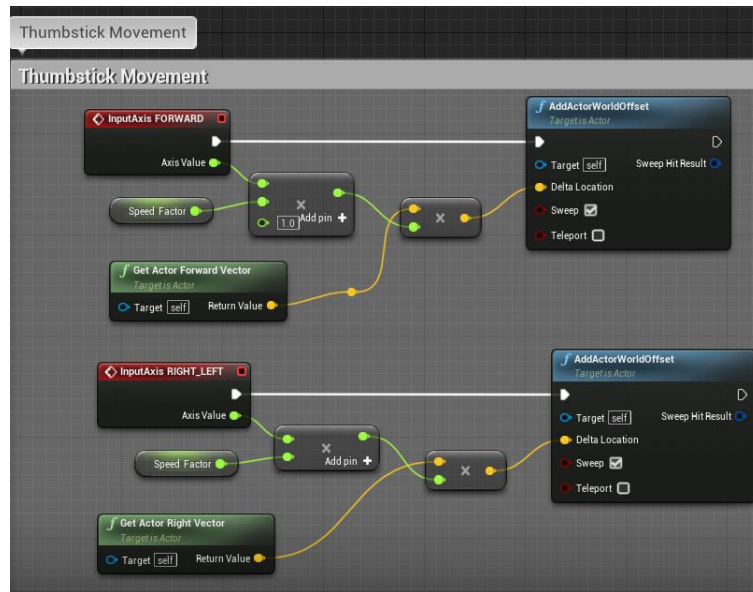 Thumbstick Movement
Thumbstick Movement
InputAxis FORWARD
Axis Value
Speed Factor
1.0 Add pin +
×
×
f Get Actor Forward Vector
Target is Actor
Target self Return Value
f AddActorWorldOffset
Target is Actor
Target self Sweep Hit Result
Delta Location
Sweep
Teleport
InputAxis RIGHT_LEFT
Axis Value
Speed Factor
×
Add pin +
×
f Get Actor Right Vector
Target is Actor
Target self Return Value
f AddActorWorldOffset
Target is Actor
Target self Sweep Hit Result
Delta Location
Sweep
Teleport